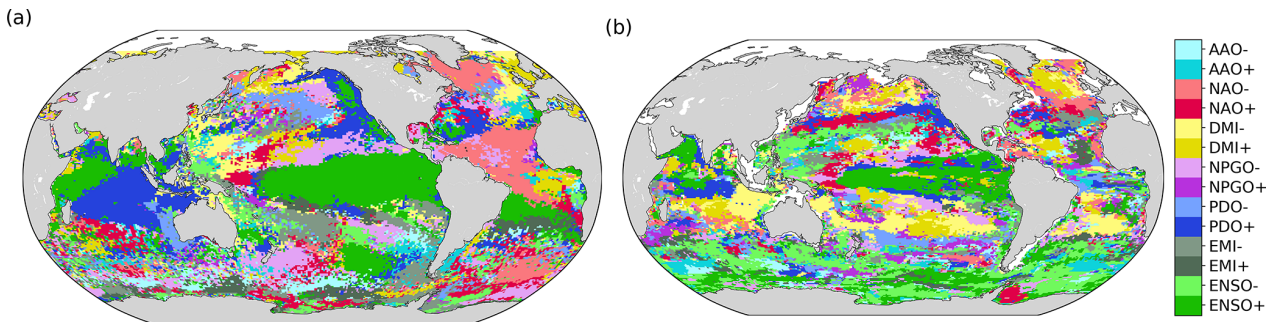 (a)
(b)
AAO-
AAO+
NAO-
NAO+
DMI-
DMI+
NPGO-
NPGO+
PDO-
PDO+
EMI-
EMI+
ENSO-
ENSO+